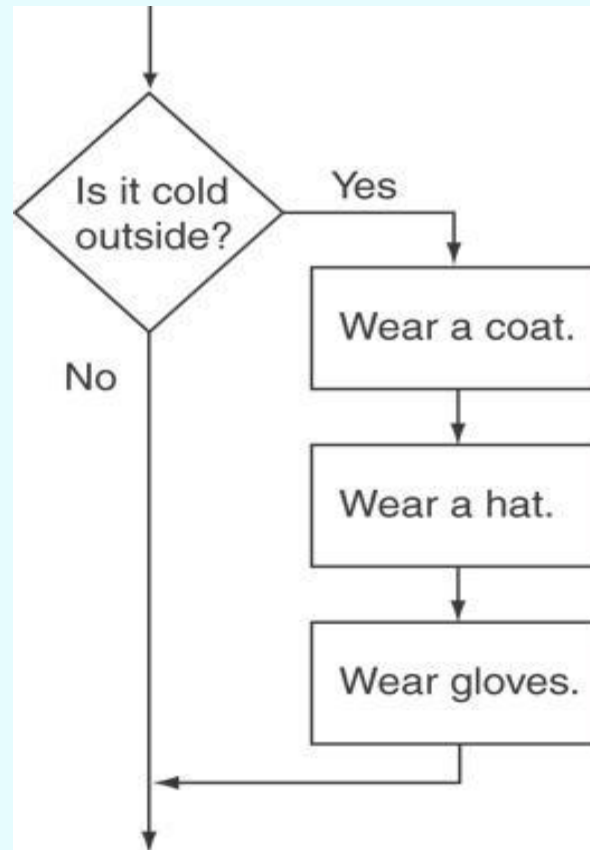 Is it cold
outside?
Yes
Wear a coat.
No
Wear a hat.
Wear gloves.